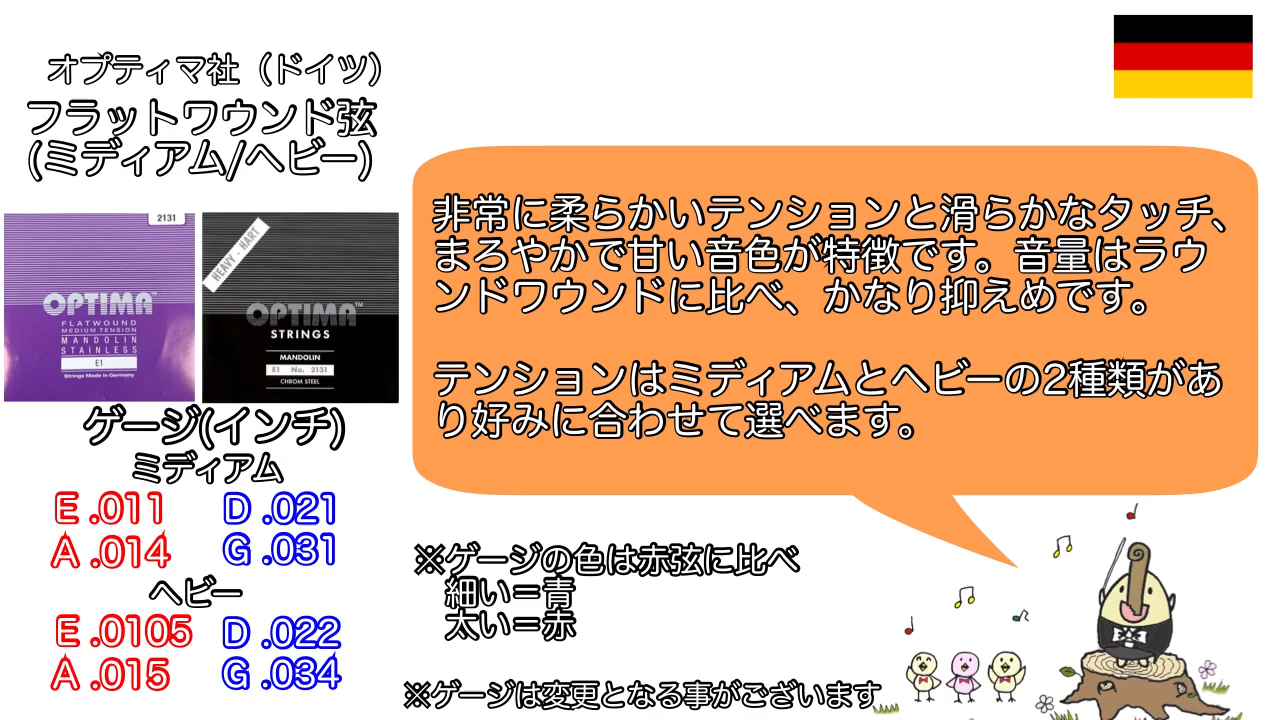 オプティマ社（ドイツ）
フラットワウンド弦
(ミディアム/ヘビー)
2131
OPTIMA™
FLATWOUND
MEDIUM TENSION
MANDOLIN
STAINLESS
E1
Strings Made in Germany
HEAVY - HART
OPTIMA™
STRINGS
MANDOLIN
E1 No. 2131
CHROM STEEL
ゲージ(インチ)
ミディアム
E .011 D .021
A .014 G .031
ヘビー
E .0105 D .022
A .015 G .034
非常に柔らかいテンションと滑らかなタッチ、
まろやかで甘い音色が特徴です。音量はラウ
ンドワウンドに比べ、かなり抑えめです。
テンションはミディアムとヘビーの2種類があ
り好みに合わせて選べます。
※ゲージの色は赤弦に比べ
細い＝青
太い＝赤
※ゲージは変更となる事がございます